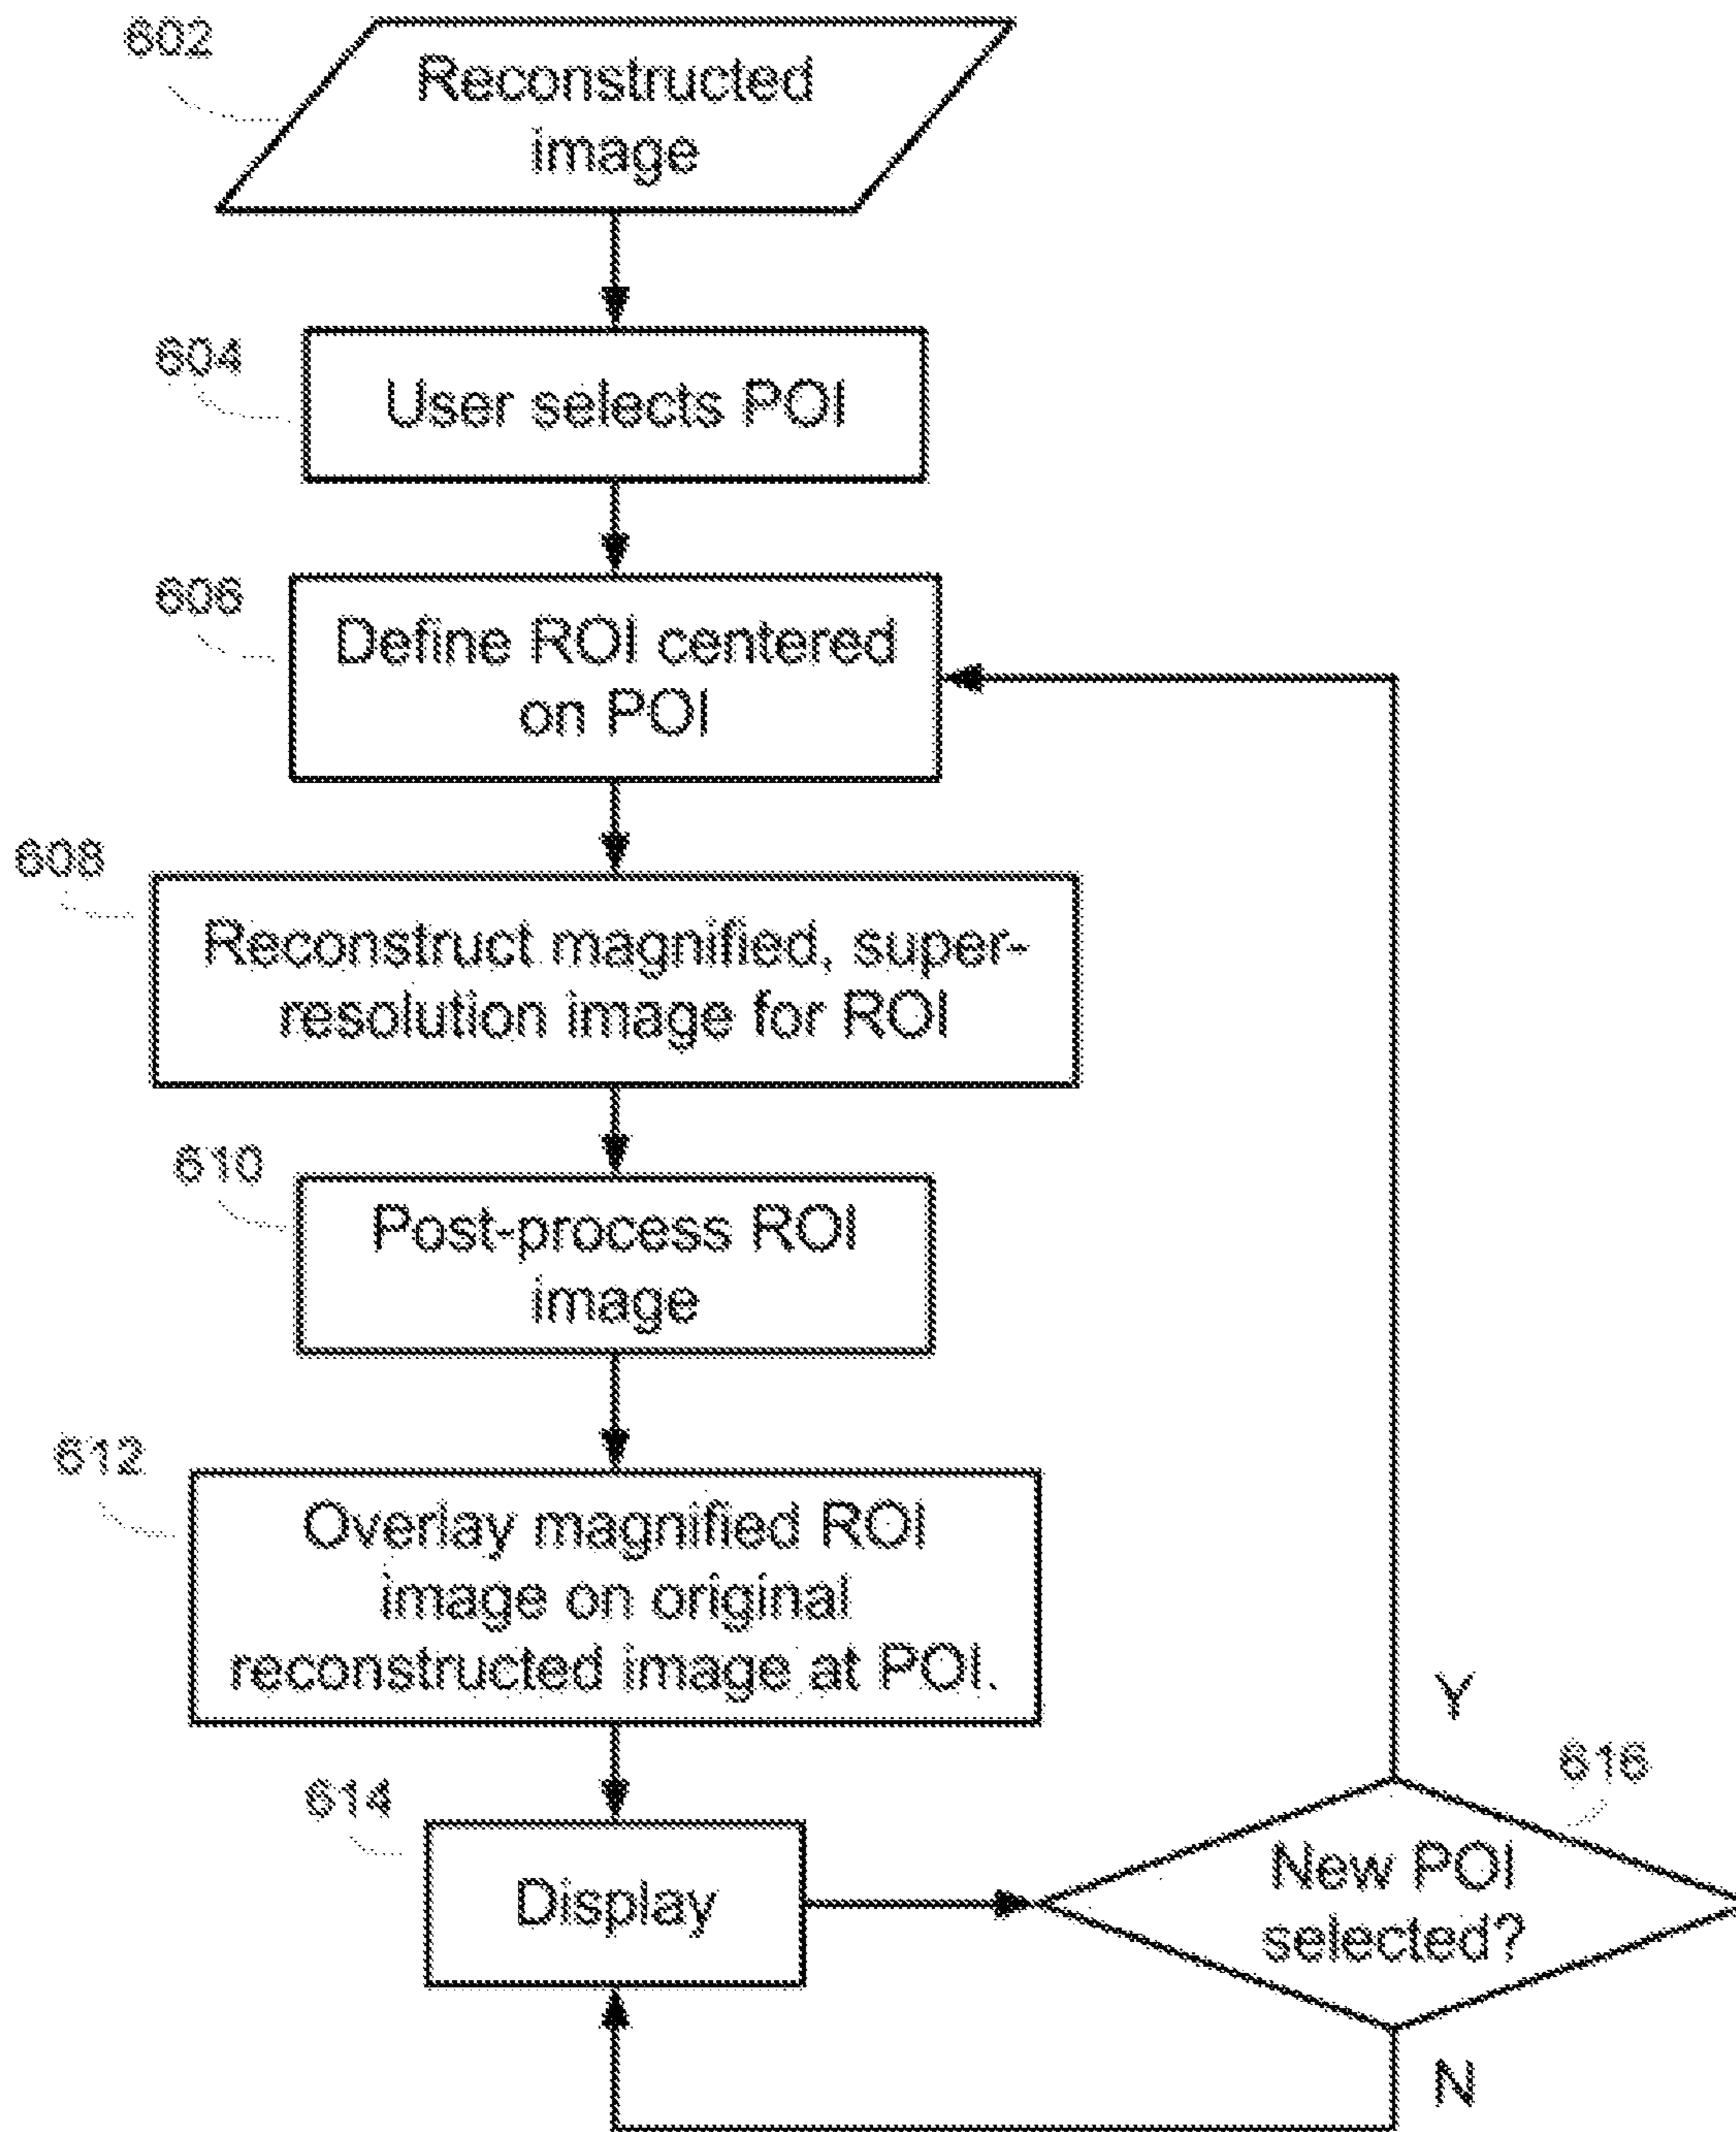 602
Reconstructed
image
604
User selects POI
606
Define ROI centered
on POI
608
Reconstruct magnified, super-
resolution image for ROI
610
Post-process ROI
image
612
Overlay magnified ROI
image on original
reconstructed image at POI.
Y
614
616
Display
New POI
selected?
N